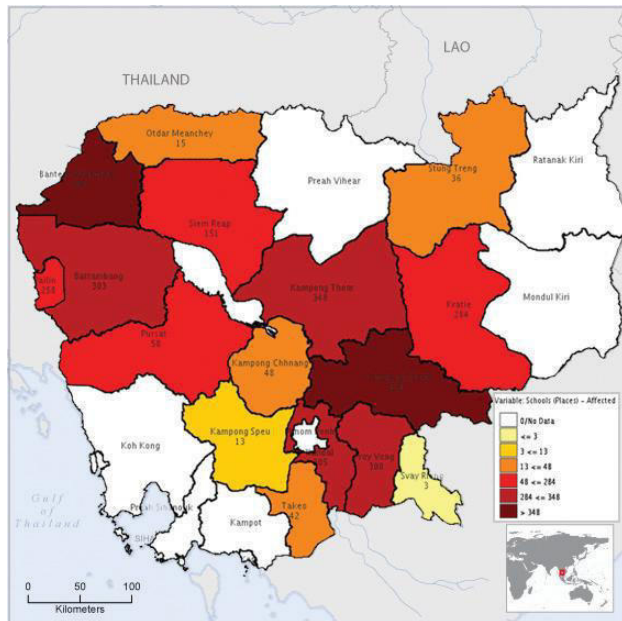 LAO
THAILAND
Otdar Meanchey
15
Stung Treng
36
Ratanak Kiri
Preah Vihear
Siem Reap
151
Battambang
303
258
Kampong Thom
348
Kratie
284
Mondul Kiri
Pursat
58
Kampong Chhnang
48
Kampong Speu
13
Koh Kong
Svay Rieng
3
Takeo
42
Kampot
Gulf
of
Thailand
Variable: Schools (Places) - Affected
0/No Data
<= 3
3 <= 13
13 <= 48
48 <= 284
284 <= 348
> 348
0 50 100
Kilometers